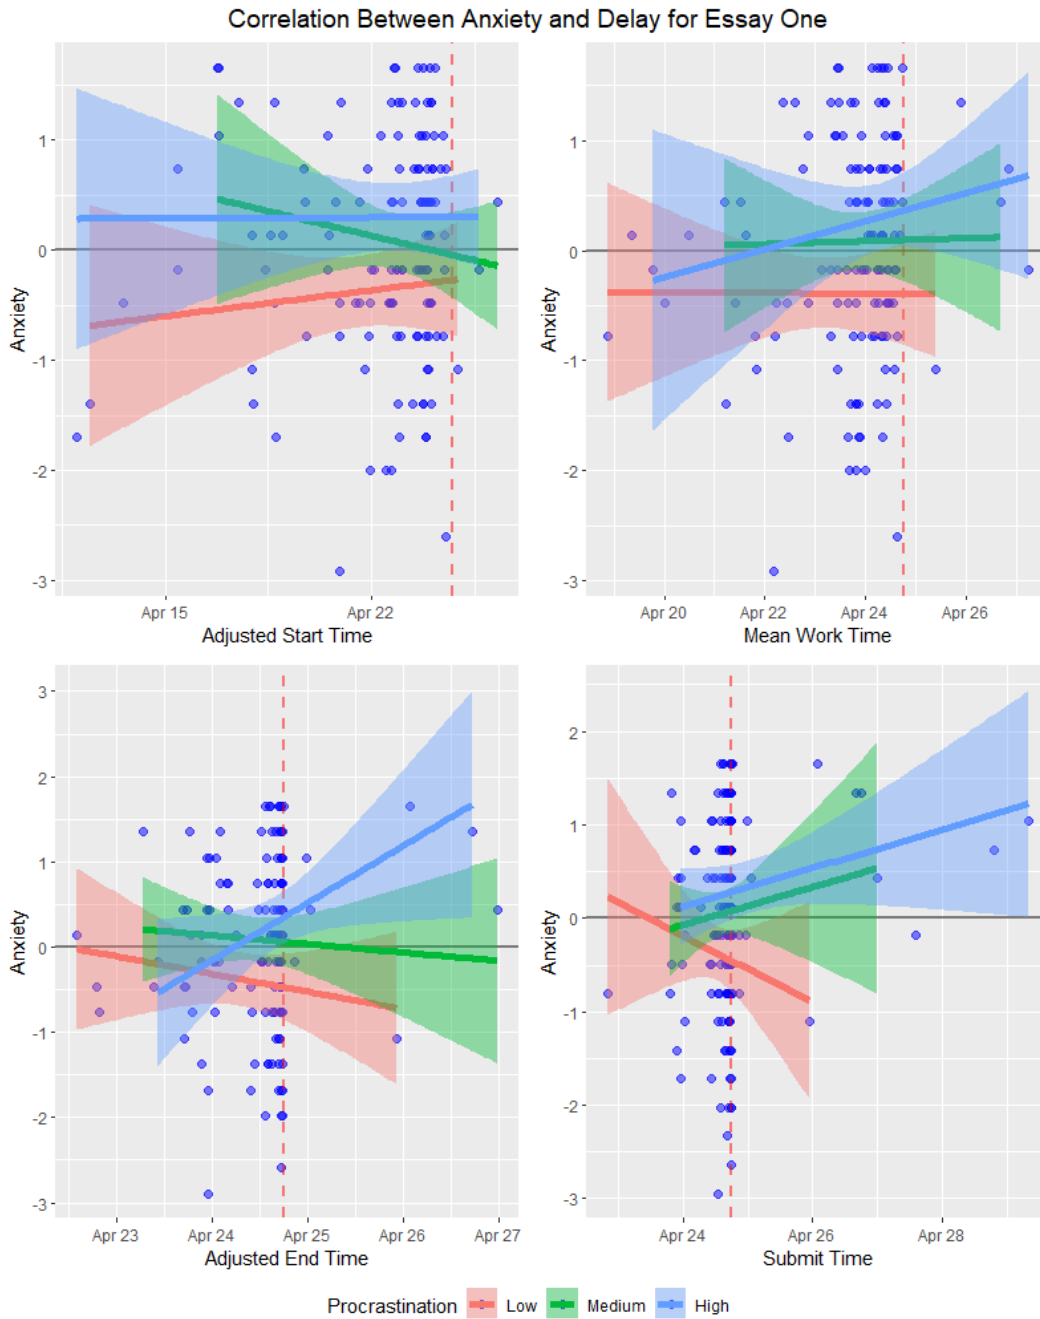 Correlation Between Anxiety and Delay for Essay One
Anxiety
1
0
-1
-2
-3
Apr 15 Apr 22
Adjusted Start Time
Anxiety
1
0
-1
-2
-3
Apr 20 Apr 22 Apr 24 Apr 26
Mean Work Time
Anxiety
3
2
1
0
-1
-2
-3
Apr 23 Apr 24 Apr 25 Apr 26 Apr 27
Adjusted End Time
Anxiety
2
1
0
-1
-2
-3
Apr 24 Apr 26 Apr 28
Submit Time
Procrastination Low Medium High